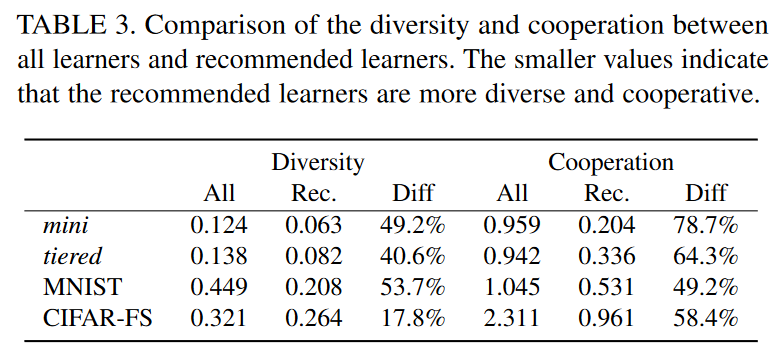 TABLE 3. Comparison of the diversity and cooperation between
all learners and recommended learners. The smaller values indicate
that the recommended learners are more diverse and cooperative.
Diversity Cooperation
All Rec. Diff All Rec. Diff
mini 0.124 0.063 49.2% 0.959 0.204 78.7%
tiered 0.138 0.082 40.6% 0.942 0.336 64.3%
MNIST 0.449 0.208 53.7% 1.045 0.531 49.2%
CIFAR-FS 0.321 0.264 17.8% 2.311 0.961 58.4%